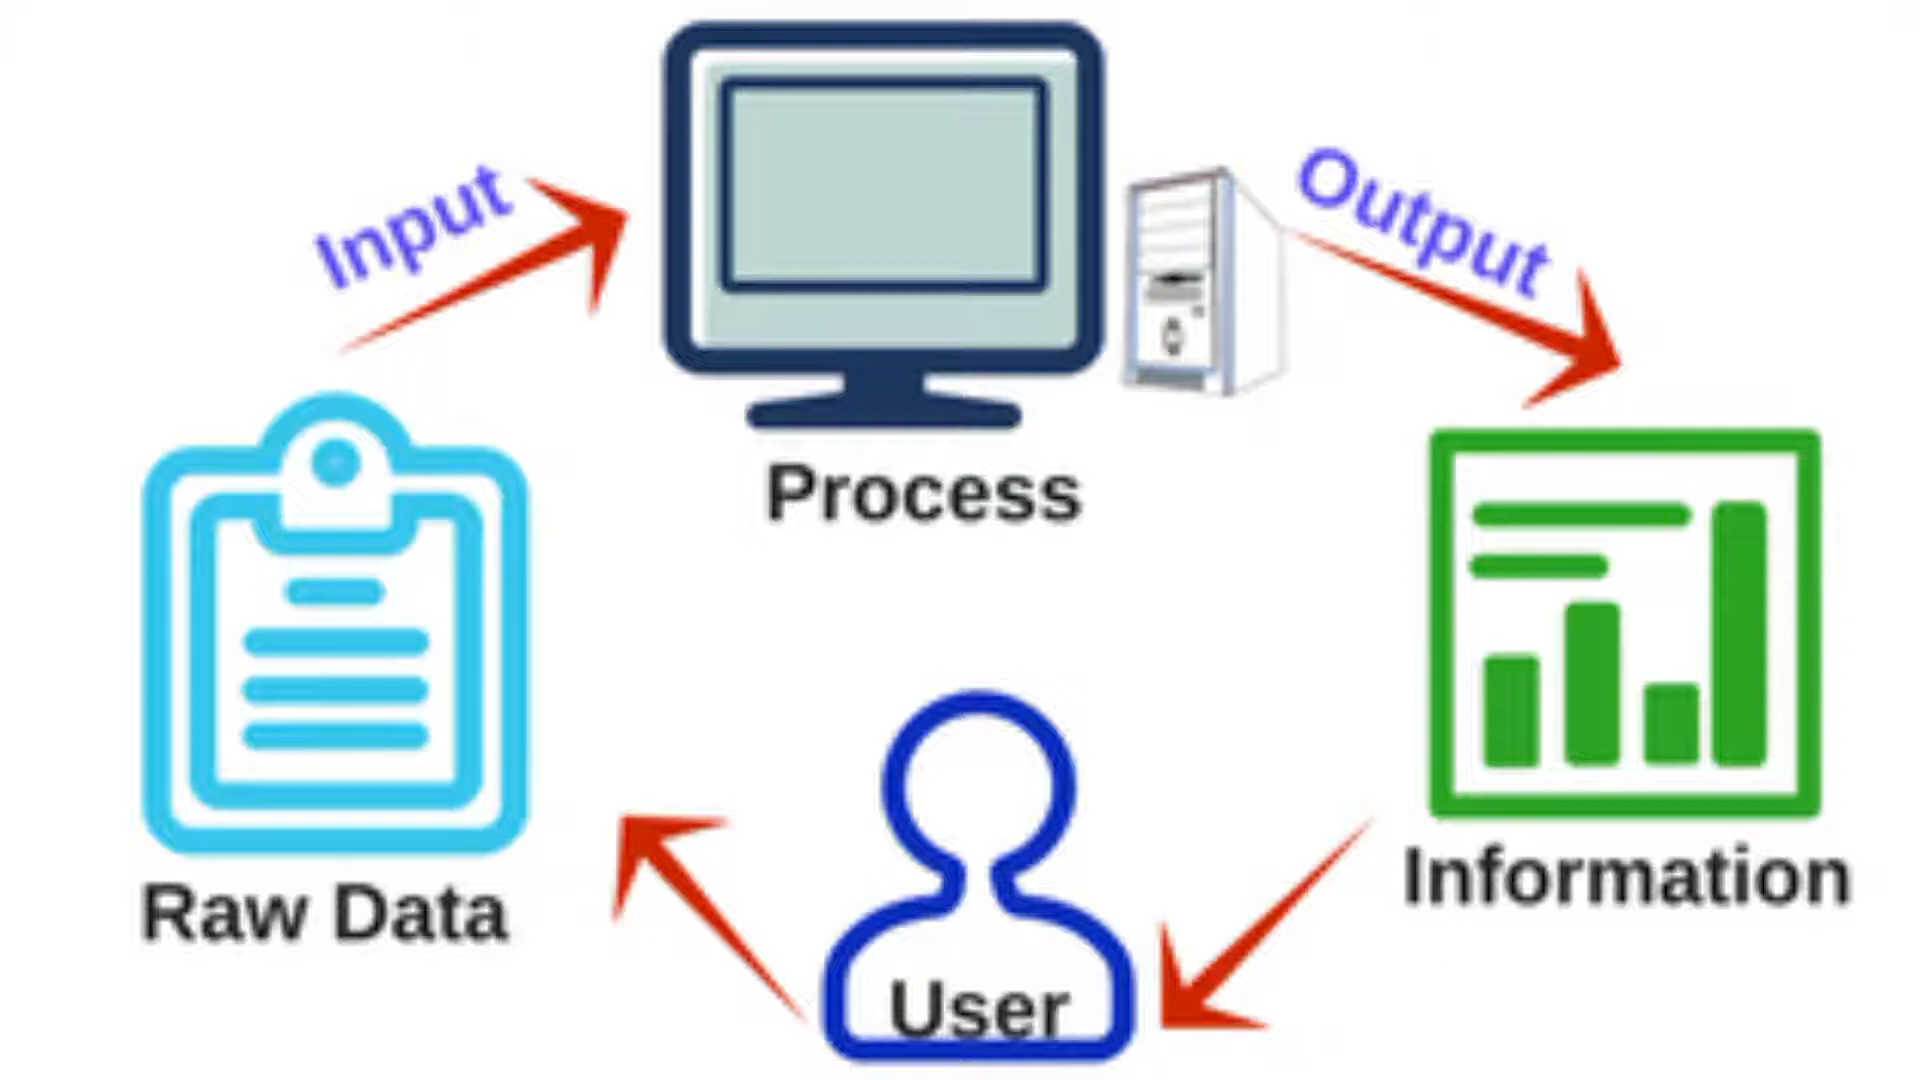 Input
Output
Process
Raw Data
Information
User